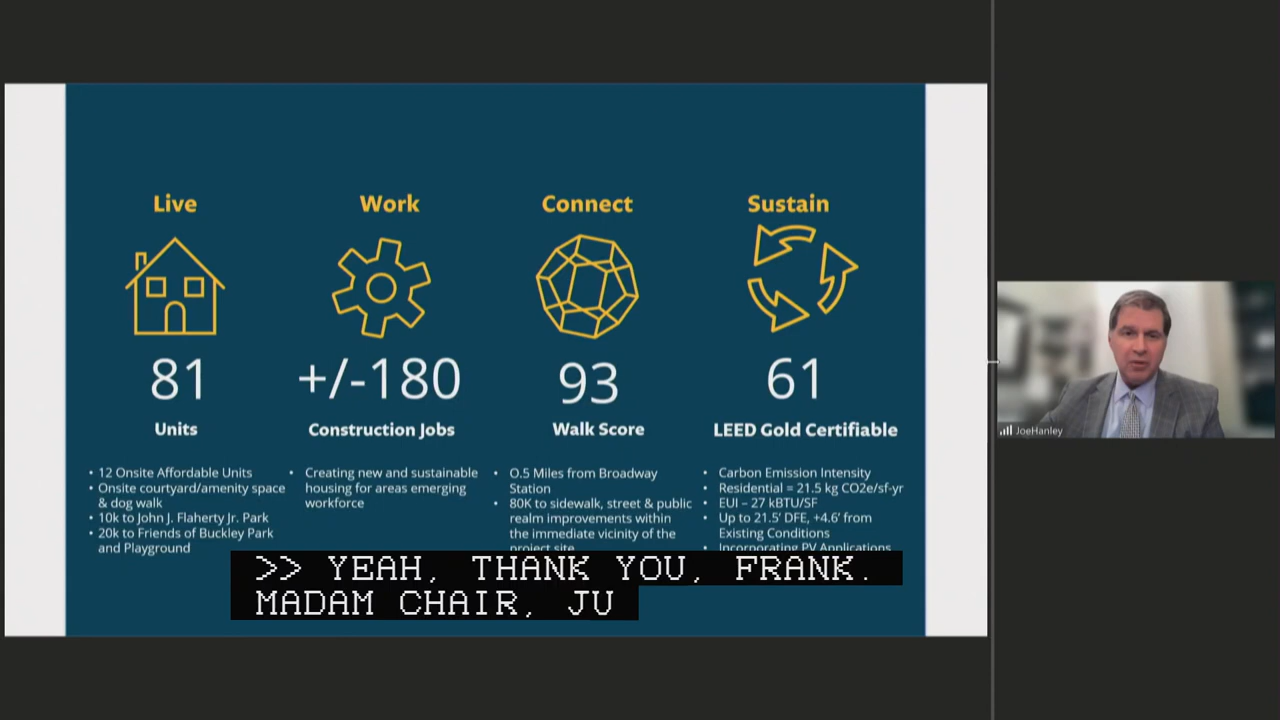 Live
Work
Connect
Sustain
81
+/-180
93
61
Units
Construction Jobs
Walk Score
LEED Gold Certifiable
• 12 Onsite Affordable Units
• Onsite courtyard/amenity space
& dog walk
• 10k to John J. Flaherty Jr. Park
• 20k to Friends of Buckley Park
and Playground
• Creating new and sustainable
housing for areas emerging
workforce
• 0.5 Miles from Broadway
Station
• 80K to sidewalk, street & public
realm improvements within
the immediate vicinity of the
project site
• Carbon Emission Intensity
• Residential = 21.5 kg CO2e/sf-yr
• EUI – 27 kBTU/SF
• Up to 21.5' DFE, +4.6' from
Existing Conditions
• Incorporating PV Applications
>> YEAH, THANK YOU, FRANK.
MADAM CHAIR, JU
JoeHanley